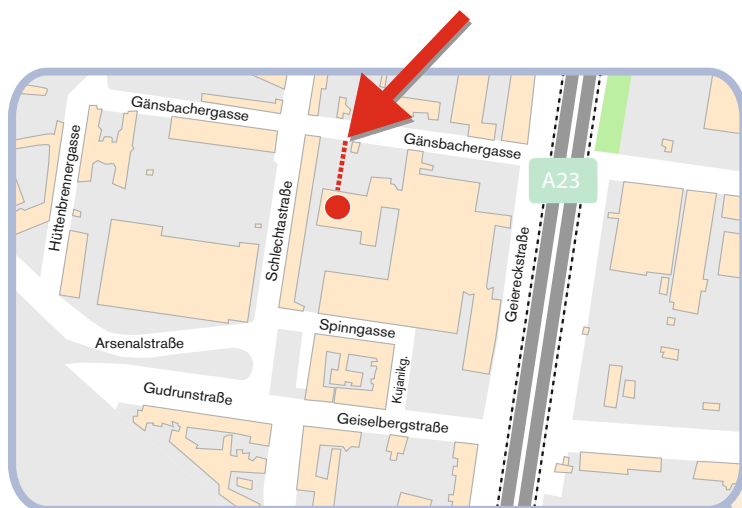 Gänsbachergasse
Gänsbachergasse
Hüttenbrennergasse
A23
Schlechtastraße
Geiereckstraße
Spinngasse
Arsenalstraße
Kujanikg.
Gudrunstraße
Geiselbergstraße